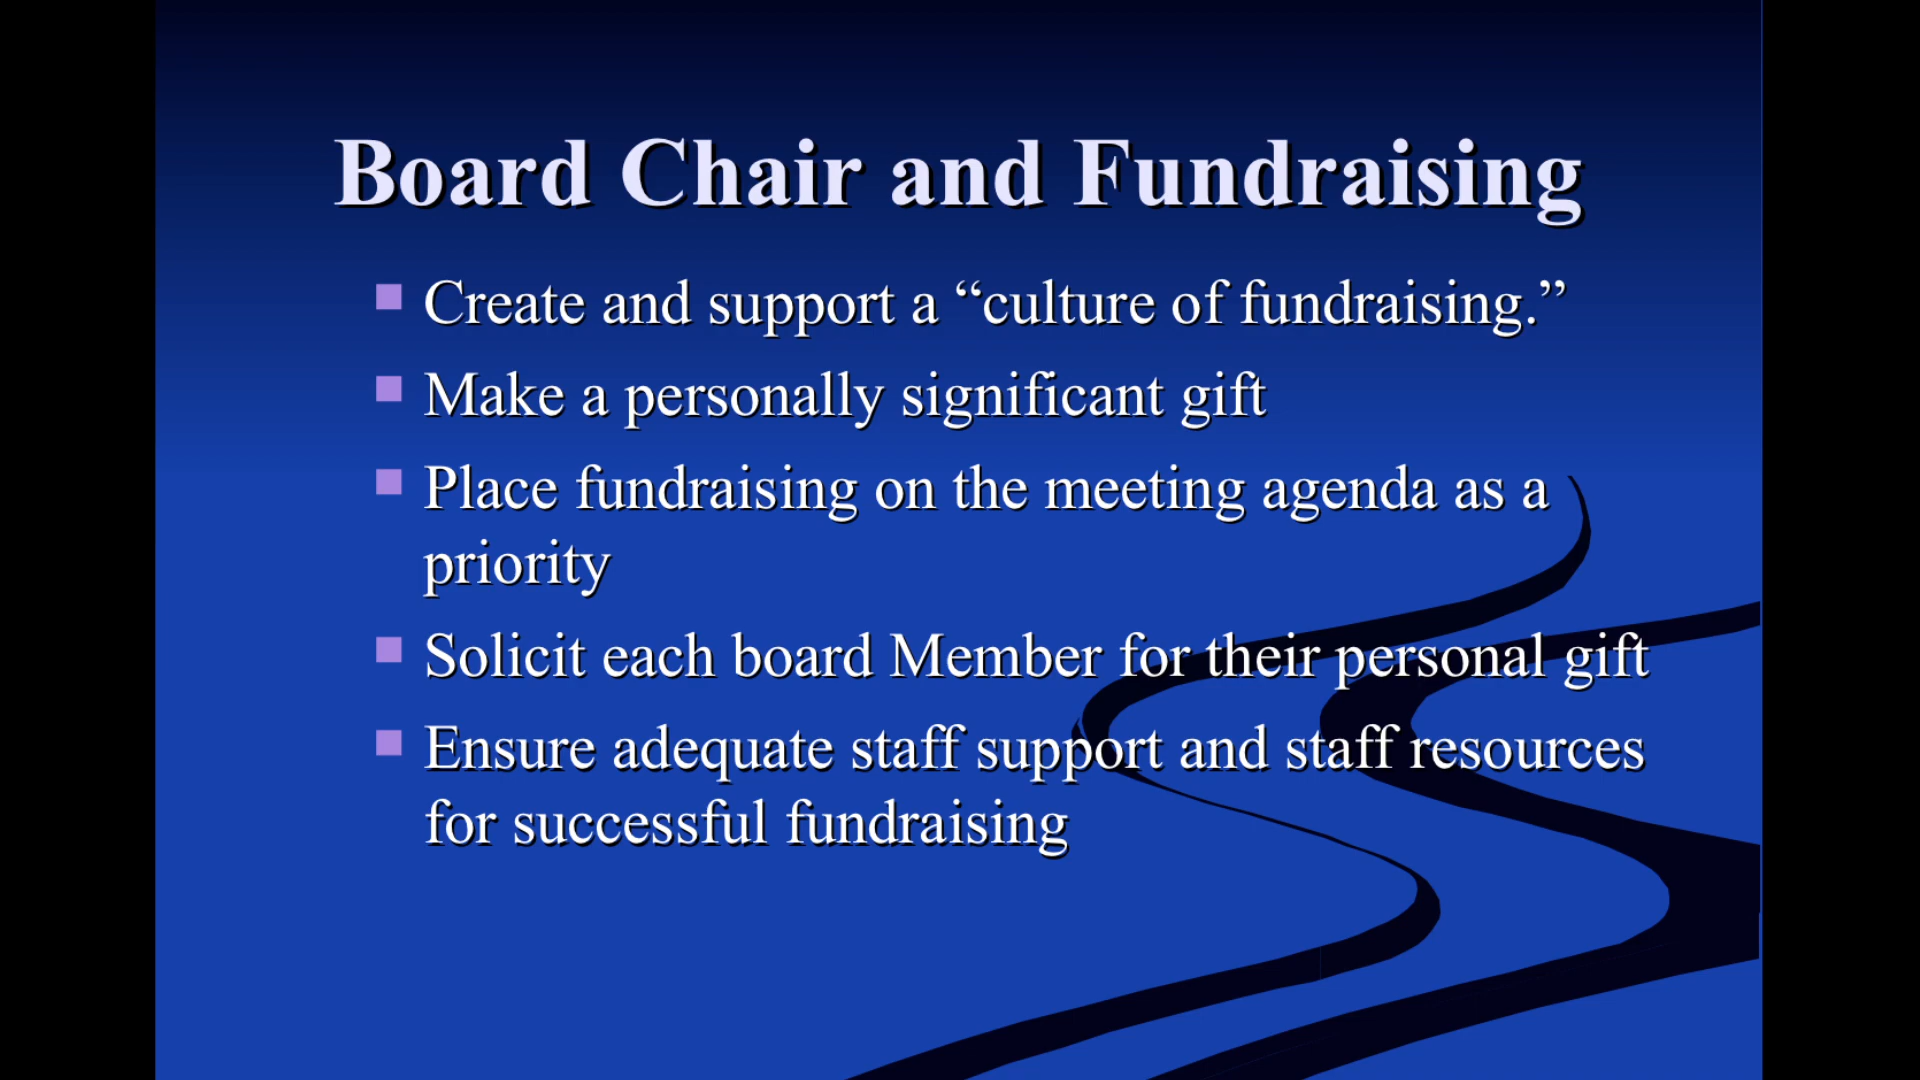 Board Chair and Fundraising
Create and support a “culture of fundraising.”
Make a personally significant gift
Place fundraising on the meeting agenda as a
priority
Solicit each board Member for their personal gift
Ensure adequate staff support and staff resources
for successful fundraising